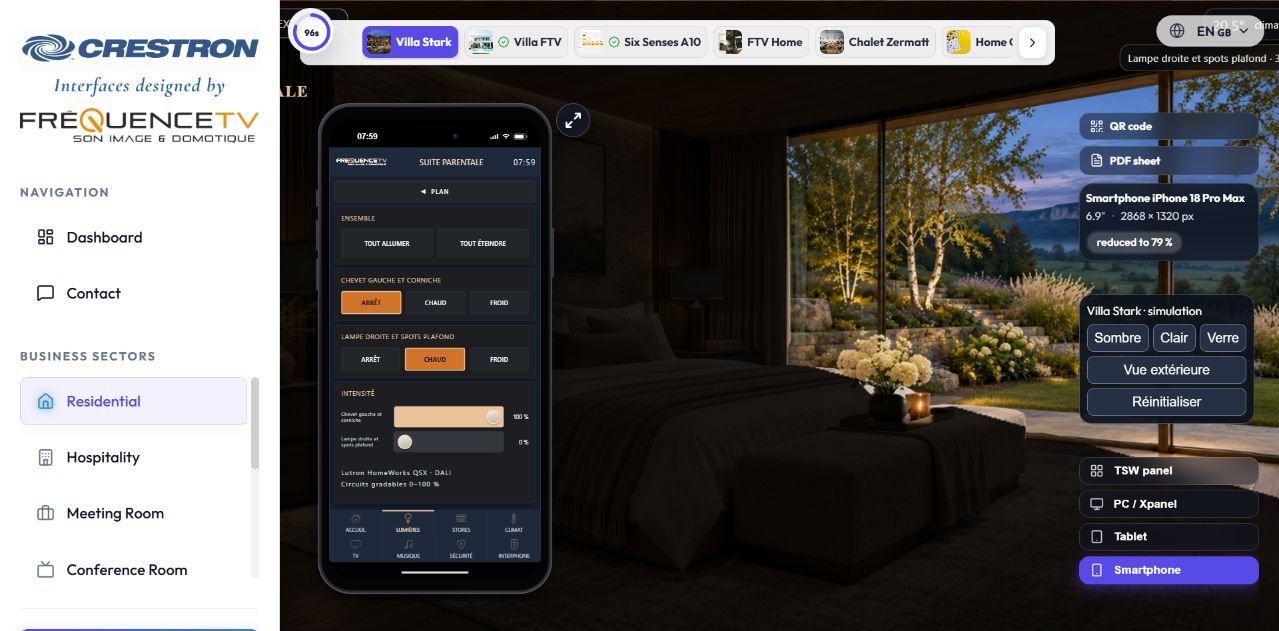 CRESTRON
Interfaces designed by
FRÉQUENCETV
SON IMAGE & DOMOTIQUE
NAVIGATION
Dashboard
Contact
BUSINESS SECTORS
Residential
Hospitality
Meeting Room
Conference Room
96s
Villa Stark
Villa FTV
Six Senses A10
FTV Home
Chalet Zermatt
Home
20.5°
EN GB
Lampe droite et spots plafond · 3
ALE
07:59
FRÉQUENCETV
SUITE PARENTALE
07:59
◄ PLAN
ENSEMBLE
TOUT ALLUMER
TOUT ÉTEINDRE
CHEVET GAUCHE ET CORNICHE
ARRÊT
CHAUD
FROID
LAMPE DROITE ET SPOTS PLAFOND
ARRÊT
CHAUD
FROID
INTENSITÉ
Chevet gauche et
corniche
100 %
Lampe droite et
spots plafond
0 %
Lutron HomeWorks QSX · DALI
Circuits gradables 0–100 %
ACCUEIL
LUMIÈRES
STORES
CLIMAT
TV
MUSIQUE
SÉCURITÉ
INTERPHONE
QR code
PDF sheet
Smartphone iPhone 18 Pro Max
6.9" · 2868 × 1320 px
reduced to 79 %
Villa Stark · simulation
Sombre
Clair
Verre
Vue extérieure
Réinitialiser
TSW panel
PC / Xpanel
Tablet
Smartphone